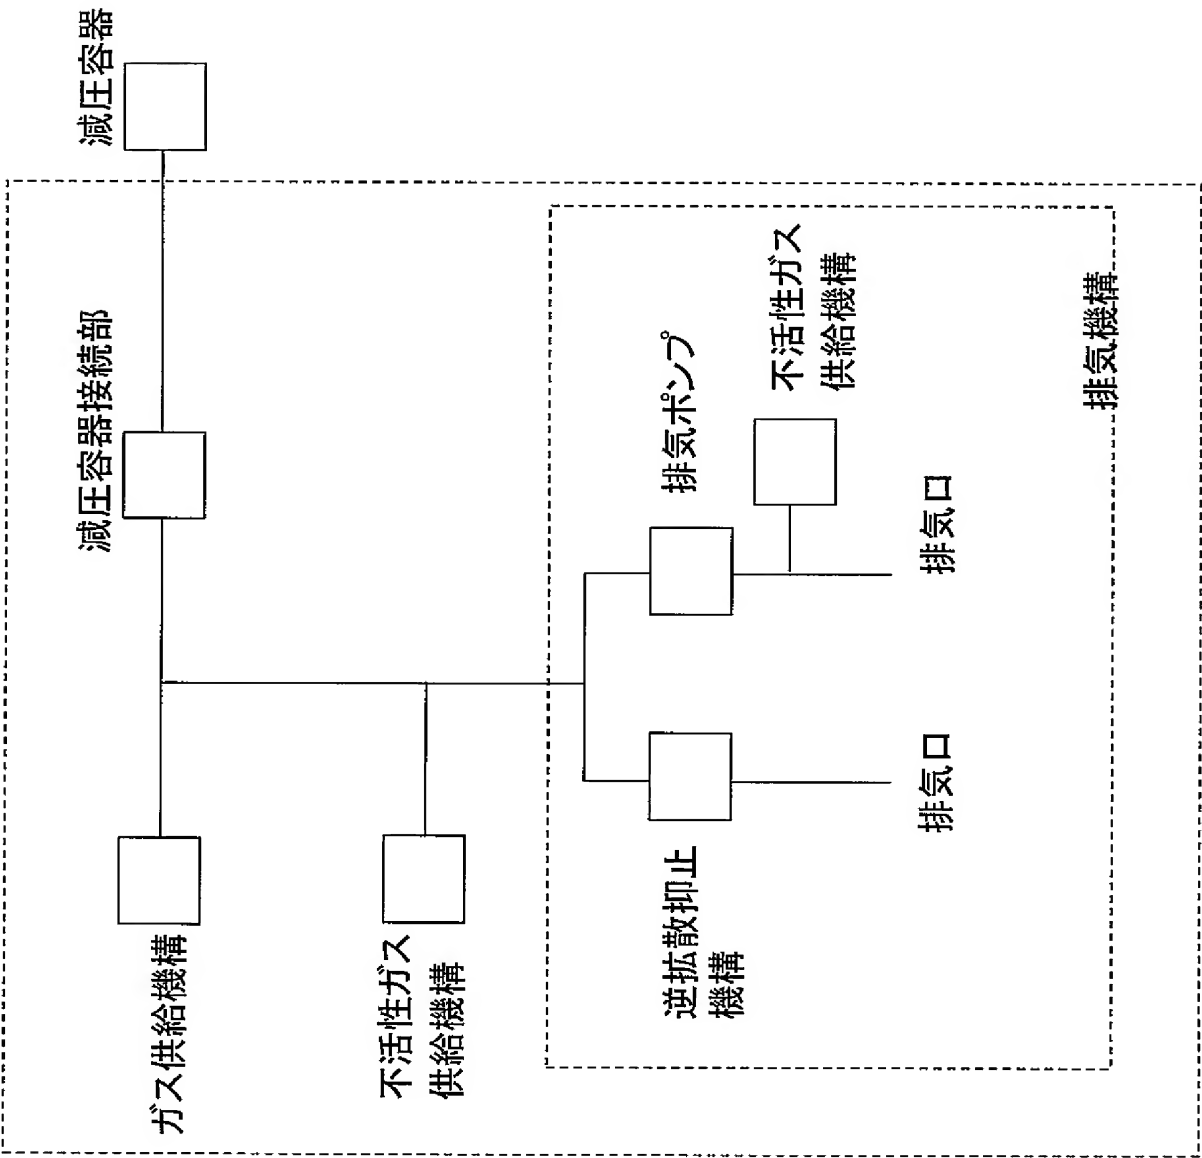 減圧容器
減圧容器接続部
ガス供給機構
不活性ガス
供給機構
排気ポンプ
不活性ガス
供給機構
逆拡散抑止
機構
排気口
排気口
排気機構